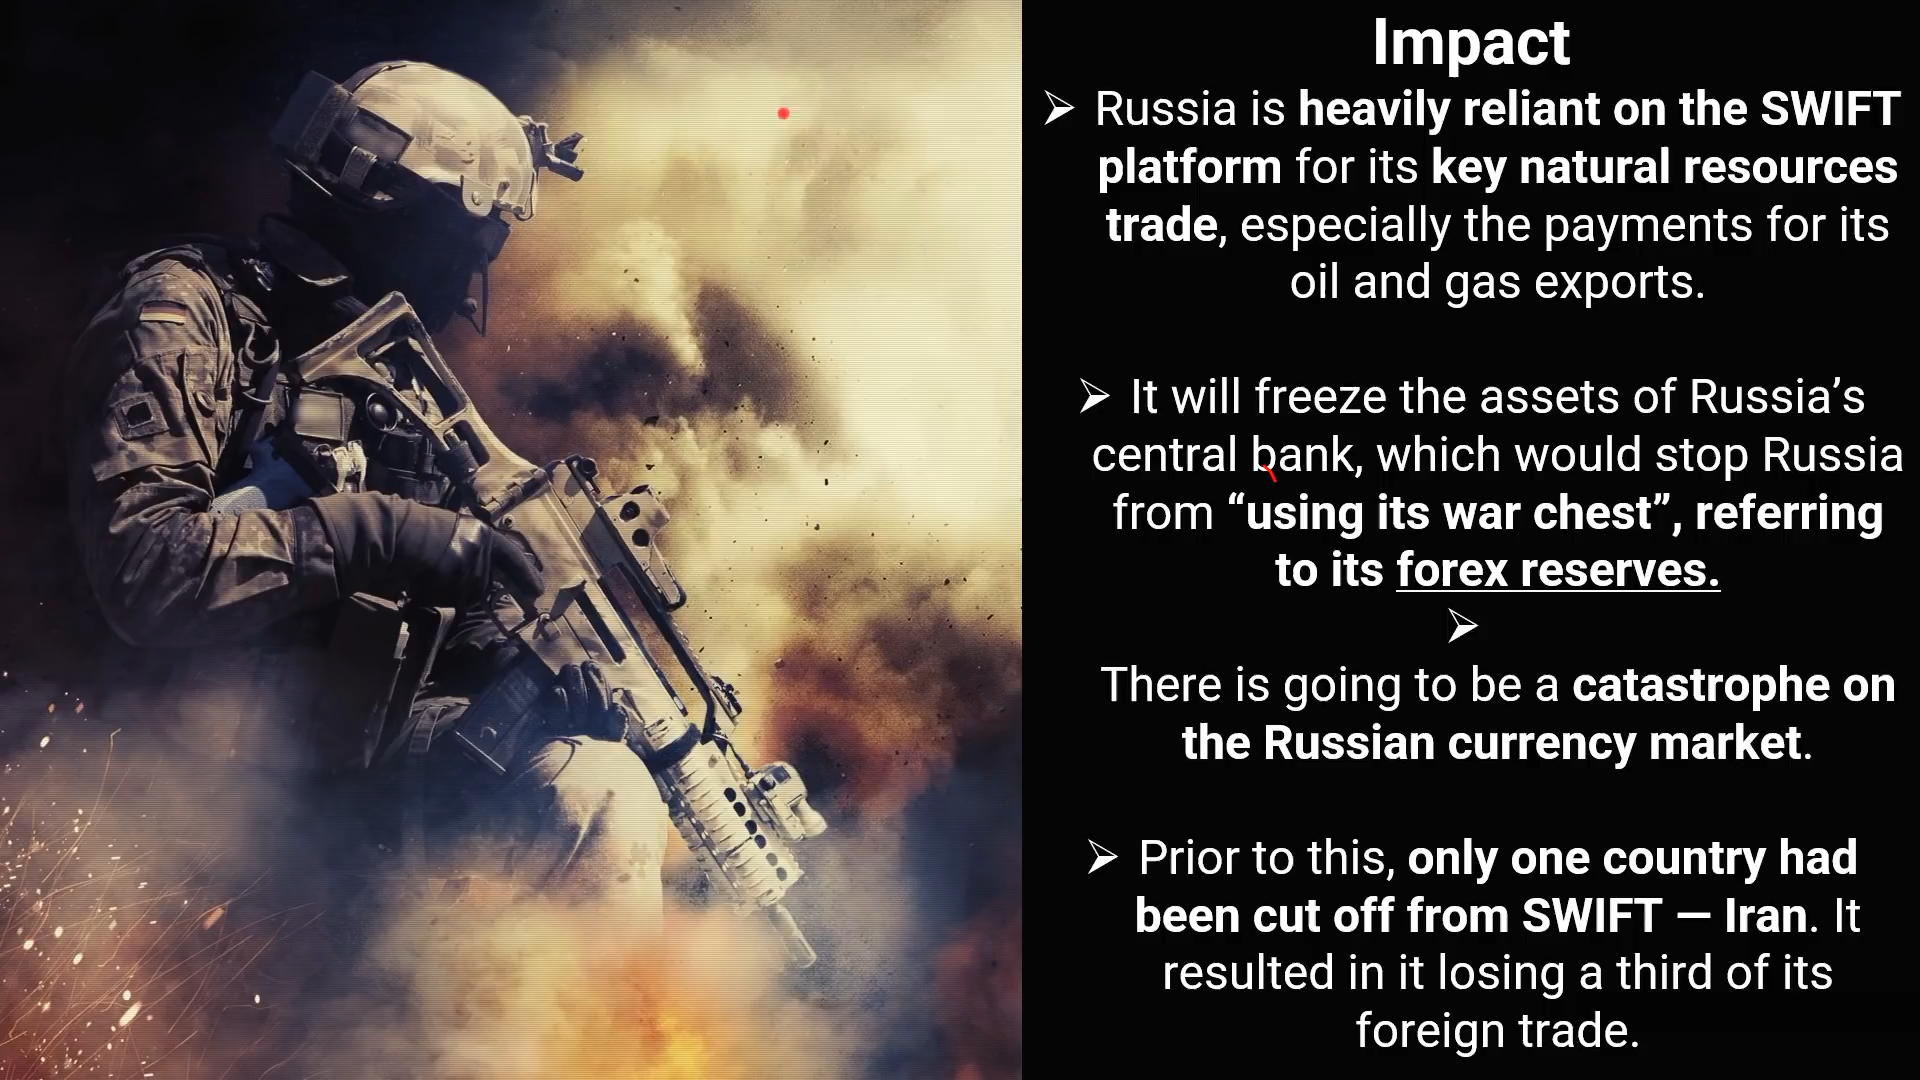 Impact
➢ Russia is heavily reliant on the SWIFT
platform for its key natural resources
trade, especially the payments for its
oil and gas exports.
➢ It will freeze the assets of Russia’s
central bank, which would stop Russia
from “using its war chest”, referring
to its forex reserves.
➢
There is going to be a catastrophe on
the Russian currency market.
➢ Prior to this, only one country had
been cut off from SWIFT — Iran. It
resulted in it losing a third of its
foreign trade.